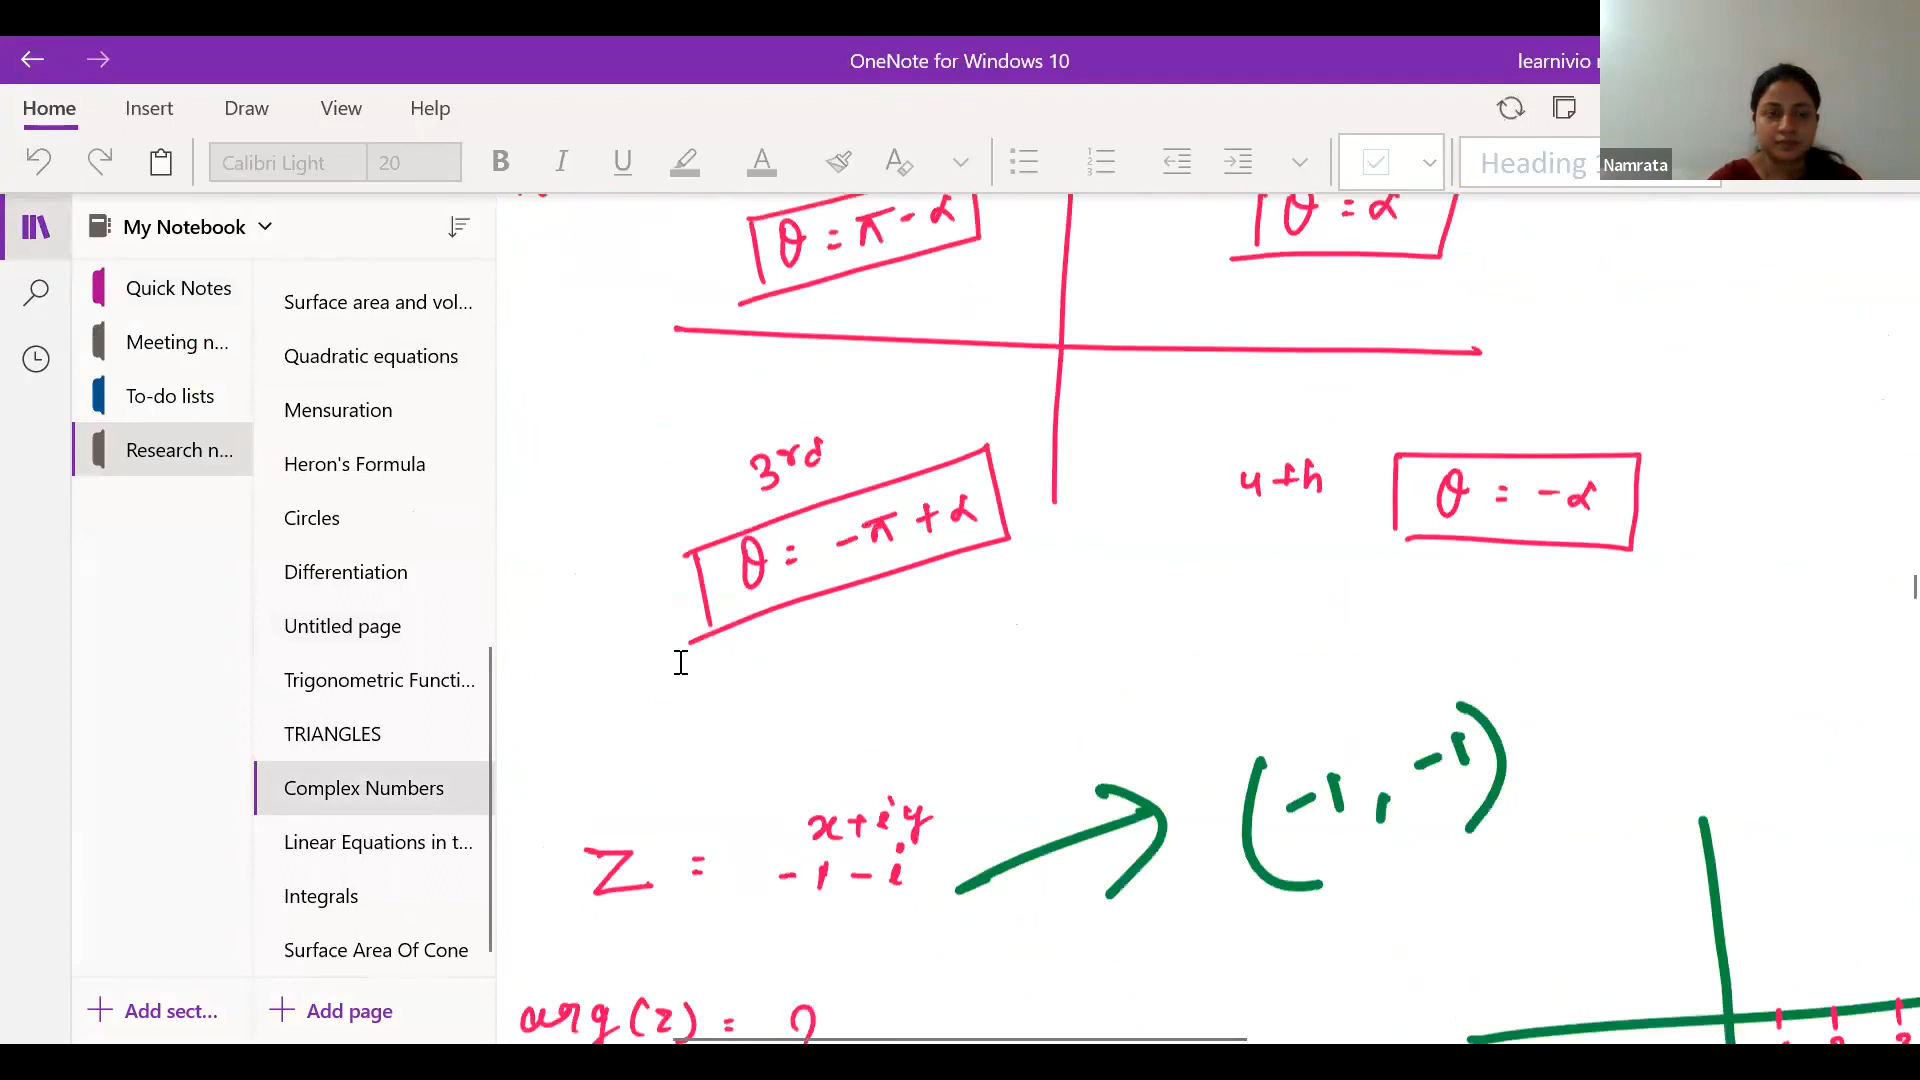 OneNote for Windows 10
learnivio
Home Insert Draw View Help
Calibri Light 20
B I U A
Heading
Namrata
My Notebook
Quick Notes
Meeting n...
To-do lists
Research n...
Surface area and vol...
Quadratic equations
Mensuration
Heron's Formula
Circles
Differentiation
Untitled page
Trigonometric Functi...
TRIANGLES
Complex Numbers
Linear Equations in t...
Integrals
Surface Area Of Cone
Add sect...
Add page
θ = π - α
θ = α
3rd
θ = -π + α
4th
θ = -α
x + iy
Z = -1 - i
(-1, -1)
arg(z) = ?